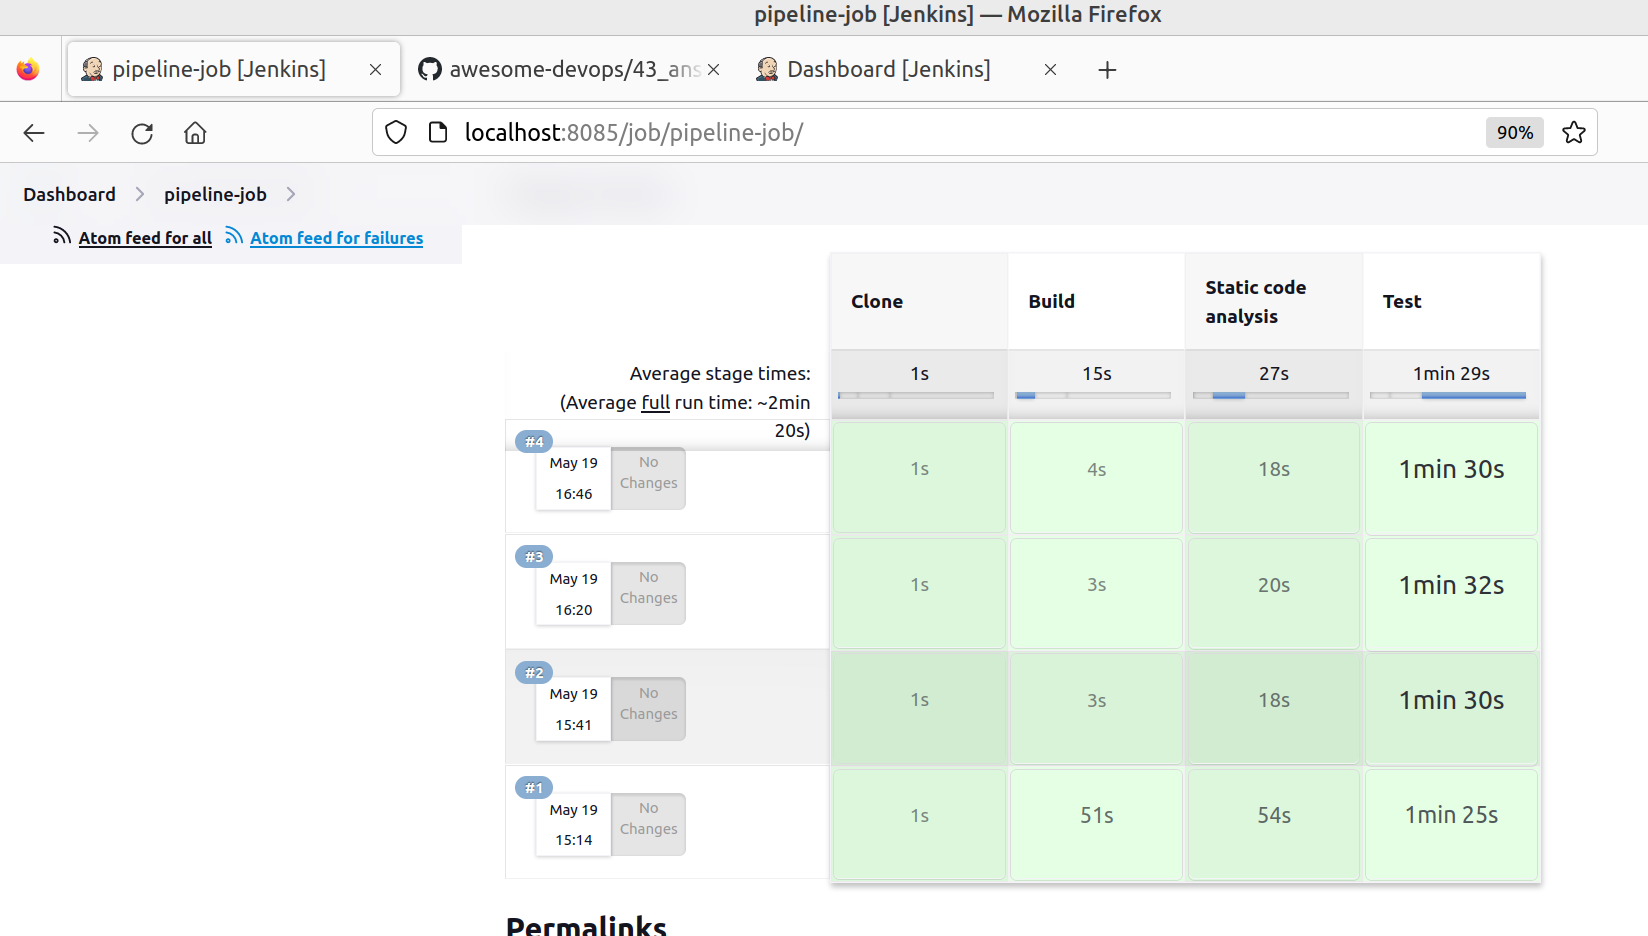 pipeline-job [Jenkins] — Mozilla Firefox
pipeline-job [Jenkins]
awesome-devops/43_ans
Dashboard [Jenkins]
localhost:8085/job/pipeline-job/
90%
Dashboard
pipeline-job
Atom feed for all
Atom feed for failures
Clone
Build
Static code
analysis
Test
Average stage times:
(Average full run time: ~2min
20s)
1s
15s
27s
1min 29s
#4
May 19
16:46
No
Changes
1s
4s
18s
1min 30s
#3
May 19
16:20
No
Changes
1s
3s
20s
1min 32s
#2
May 19
15:41
No
Changes
1s
3s
18s
1min 30s
#1
May 19
15:14
No
Changes
1s
51s
54s
1min 25s
Permalinks